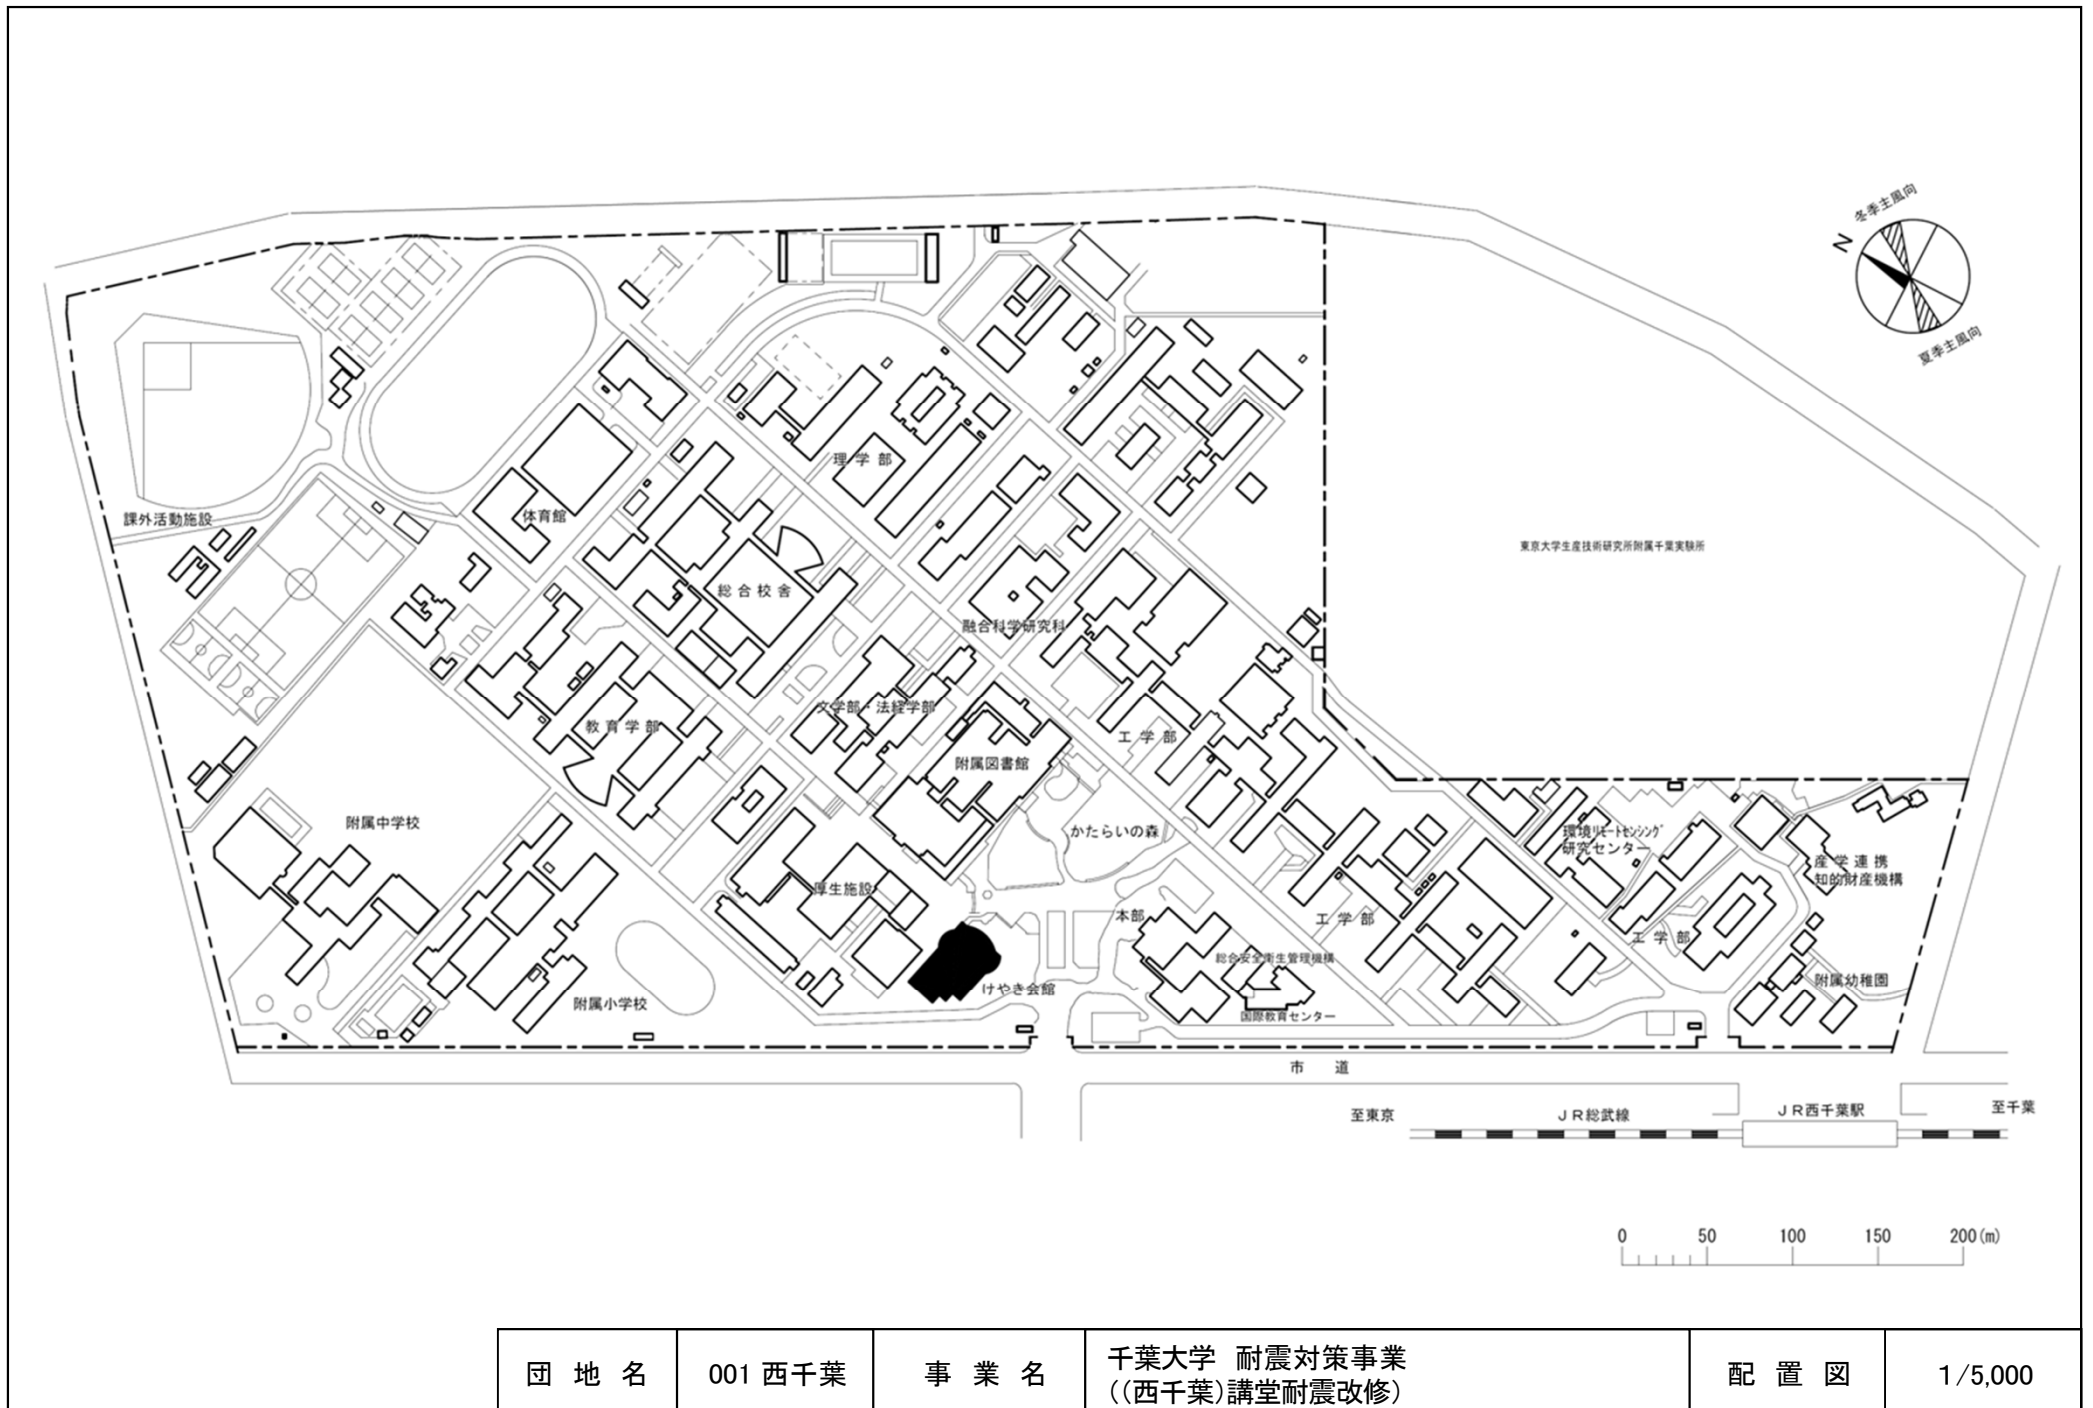 冬季主風向
N
夏季主風向
理学部
課外活動施設
体育館
東京大学生産技術研究所附属千葉実験所
総合校舎
融合科学研究科
文学部・法経学部
教育学部
工学部
附属図書館
附属中学校
かたらいの森
環境ﾘﾓｰﾄｾﾝｼﾝｸﾞ
研究センター
産学連携
知的財産機構
厚生施設
本部
工学部
工学部
総合安全衛生管理機構
附属幼稚園
けやき会館
附属小学校
国際教育センター
市道
至東京
JR総武線
JR西千葉駅
至千葉
0 50 100 150 200(m)
団地名
001 西千葉
事業名
千葉大学 耐震対策事業
((西千葉)講堂耐震改修)
配置図
1/5,000